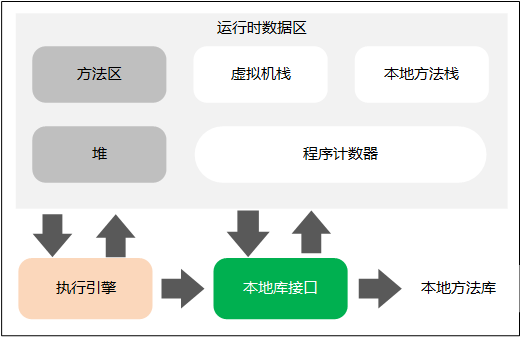 运行时数据区
方法区
虚拟机栈
本地方法栈
堆
程序计数器
执行引擎
本地库接口
本地方法库